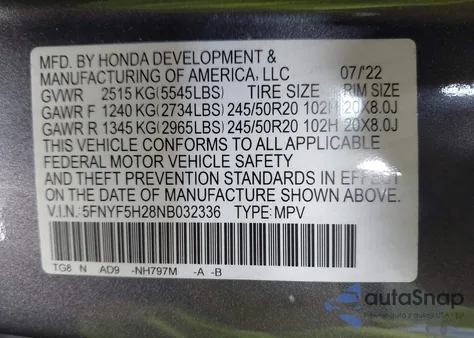 MFD. BY HONDA DEVELOPMENT &
MANUFACTURING OF AMERICA, LLC 07/'22
GVWR 2515 KG(5545LBS) TIRE SIZE RIM SIZE
GAWR F 1240 KG(2734LBS) 245/50R20 102H 20X8.0J
GAWR R 1345 KG(2965LBS) 245/50R20 102H 20X8.0J
THIS VEHICLE CONFORMS TO ALL APPLICABLE
FEDERAL MOTOR VEHICLE SAFETY
AND THEFT PREVENTION STANDARDS IN EFFECT
ON THE DATE OF MANUFACTURE SHOWN ABOVE.
V.I.N.:5FNYF5H28NB032336 TYPE:MPV
TG8 N AD9 -NH797M -A -B
autaSnap